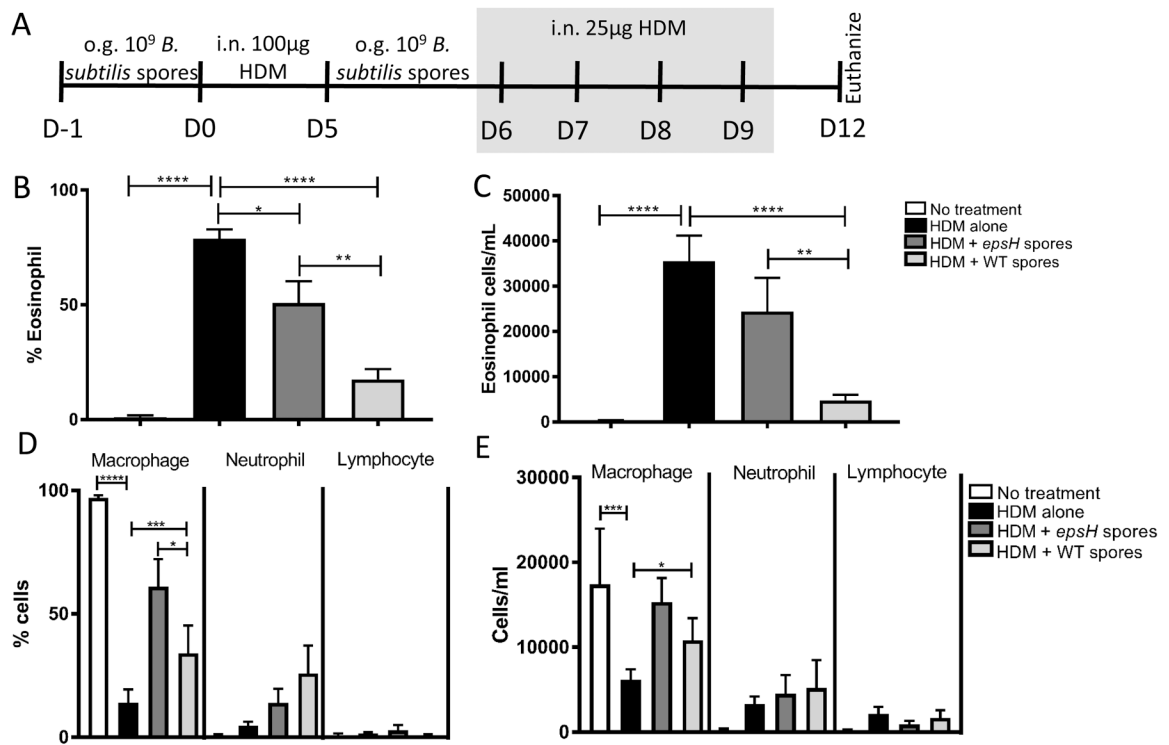 A
o.g. 10⁹ B.
subtilis spores
i.n. 100µg
HDM
o.g. 10⁹ B.
subtilis spores
i.n. 25µg HDM
Euthanize
D-1 D0 D5 D6 D7 D8 D9 D12
B
% Eosinophil
100
50
0
****
****
*
**
C
Eosinophil cells/mL
50000
40000
30000
20000
10000
0
****
****
**
No treatment
HDM alone
HDM + epsH spores
HDM + WT spores
D
Macrophage Neutrophil Lymphocyte
% cells
100
50
0
****
***
*
E
Macrophage Neutrophil Lymphocyte
Cells/ml
30000
20000
10000
0
***
*
No treatment
HDM alone
HDM + epsH spores
HDM + WT spores